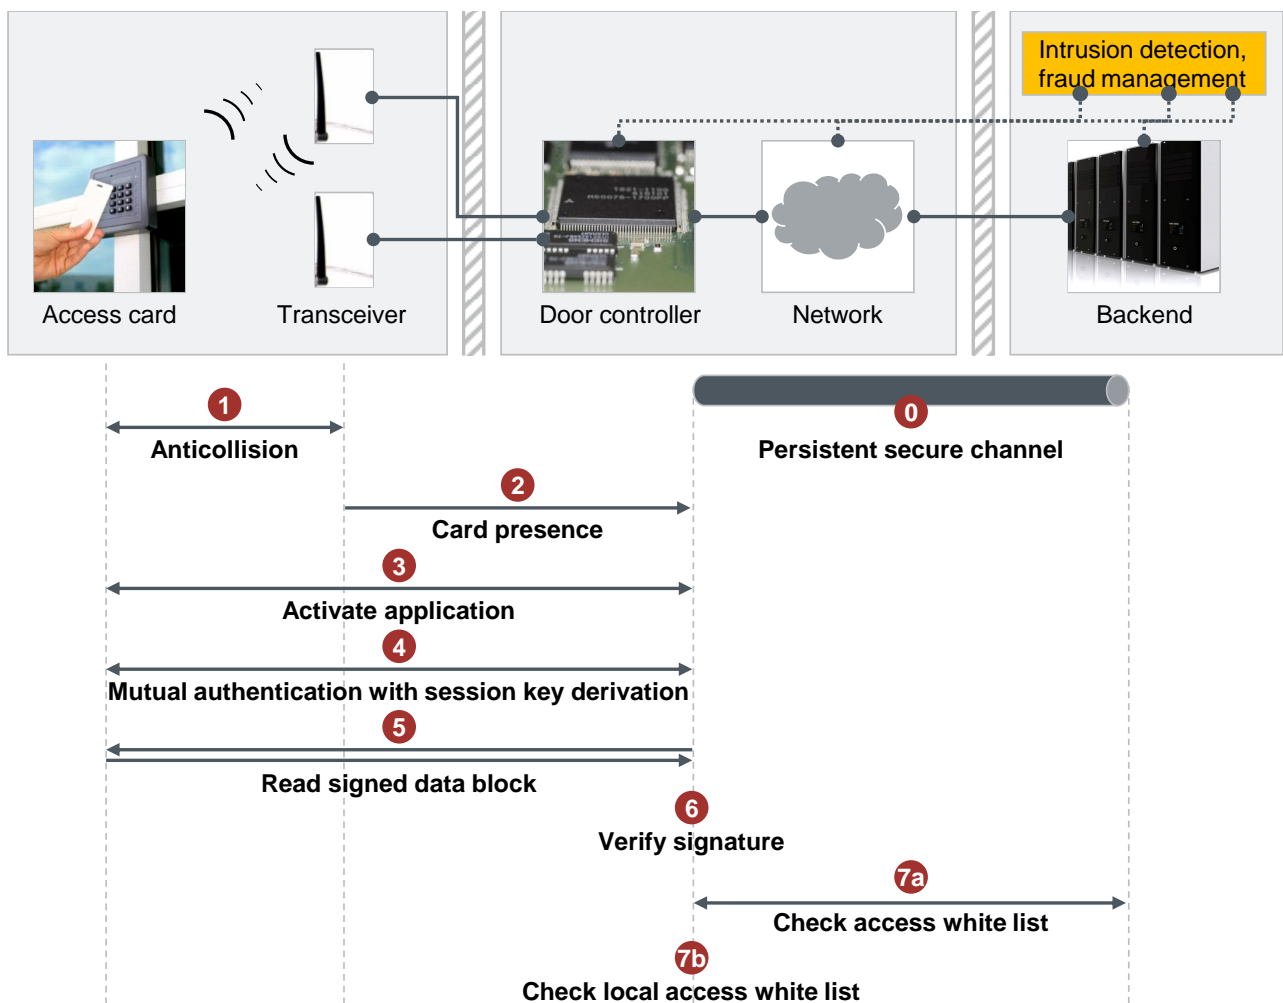 Intrusion detection,
fraud management
Access card
Transceiver
Door controller
Network
Backend
1
Anticollision
0
Persistent secure channel
2
Card presence
3
Activate application
4
Mutual authentication with session key derivation
5
Read signed data block
6
Verify signature
7a
Check access white list
7b
Check local access white list